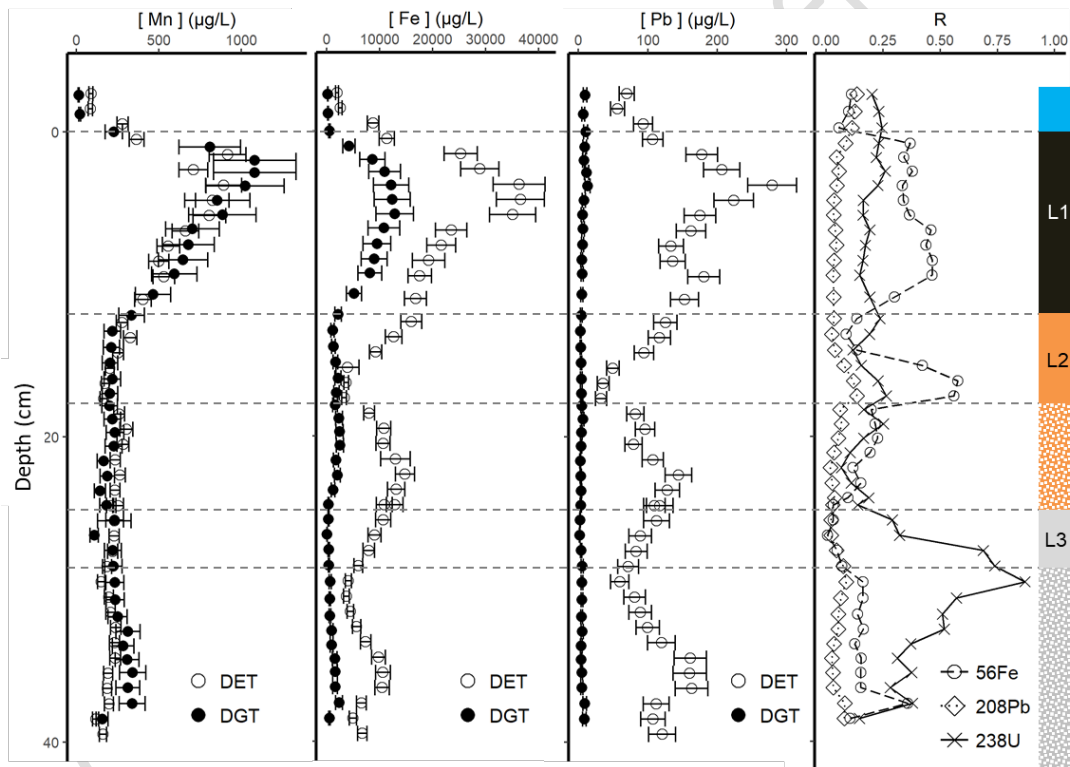 [ Mn ] (µg/L)
[ Fe ] (µg/L)
[ Pb ] (µg/L)
R
0
500
1000
0
10000
20000
30000
40000
0
100
200
300
0.00
0.25
0.50
0.75
1.00
0
20
40
Depth (cm)
L1
L2
L3
DET
DGT
DET
DGT
DET
DGT
56Fe
208Pb
238U